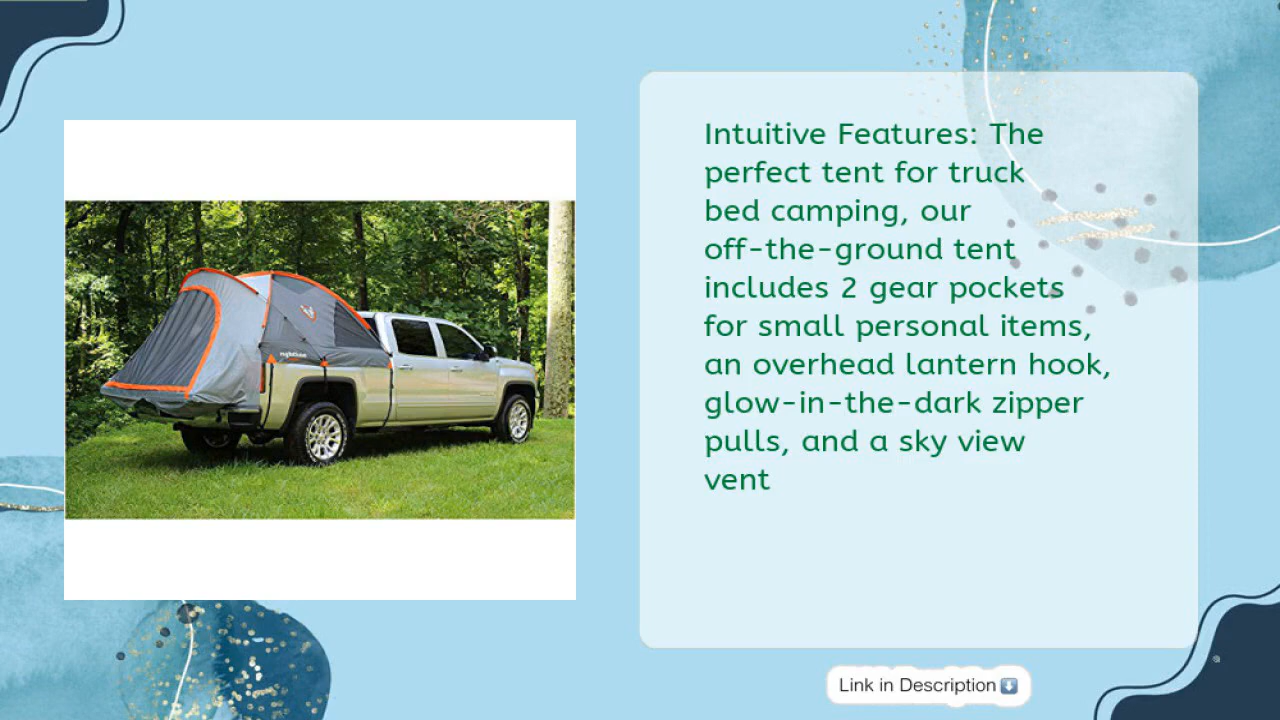 Intuitive Features: The
perfect tent for truck
bed camping, our
off-the-ground tent
includes 2 gear pockets
for small personal items,
an overhead lantern hook,
glow-in-the-dark zipper
pulls, and a sky view
vent
rightline
Link in Description